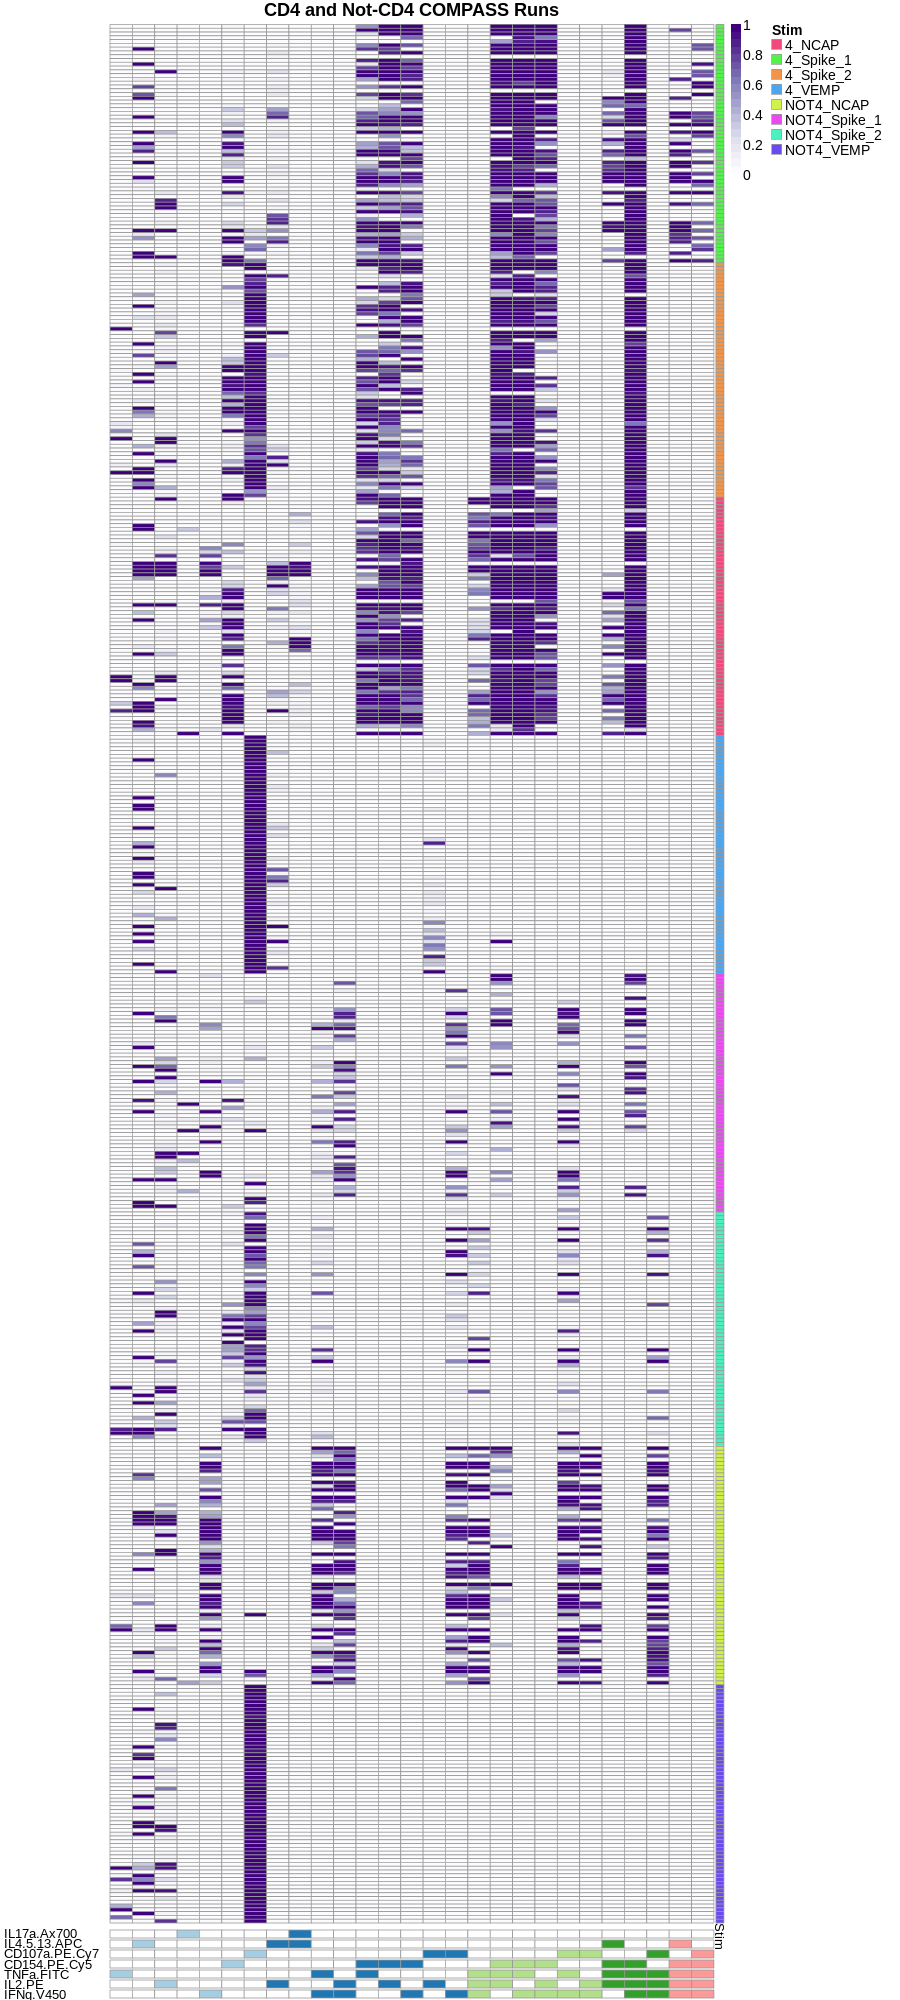 CD4 and Not-CD4 COMPASS Runs
1
0.8
0.6
0.4
0.2
0
Stim
4_NCAP
4_Spike_1
4_Spike_2
4_VEMP
NOT4_NCAP
NOT4_Spike_1
NOT4_Spike_2
NOT4_VEMP
Stim
IL17a.Ax700
IL4.5.13.APC
CD107a.PE.Cy7
CD154.PE.Cy5
TNFa.FITC
IL2.PE
IFNg.V450